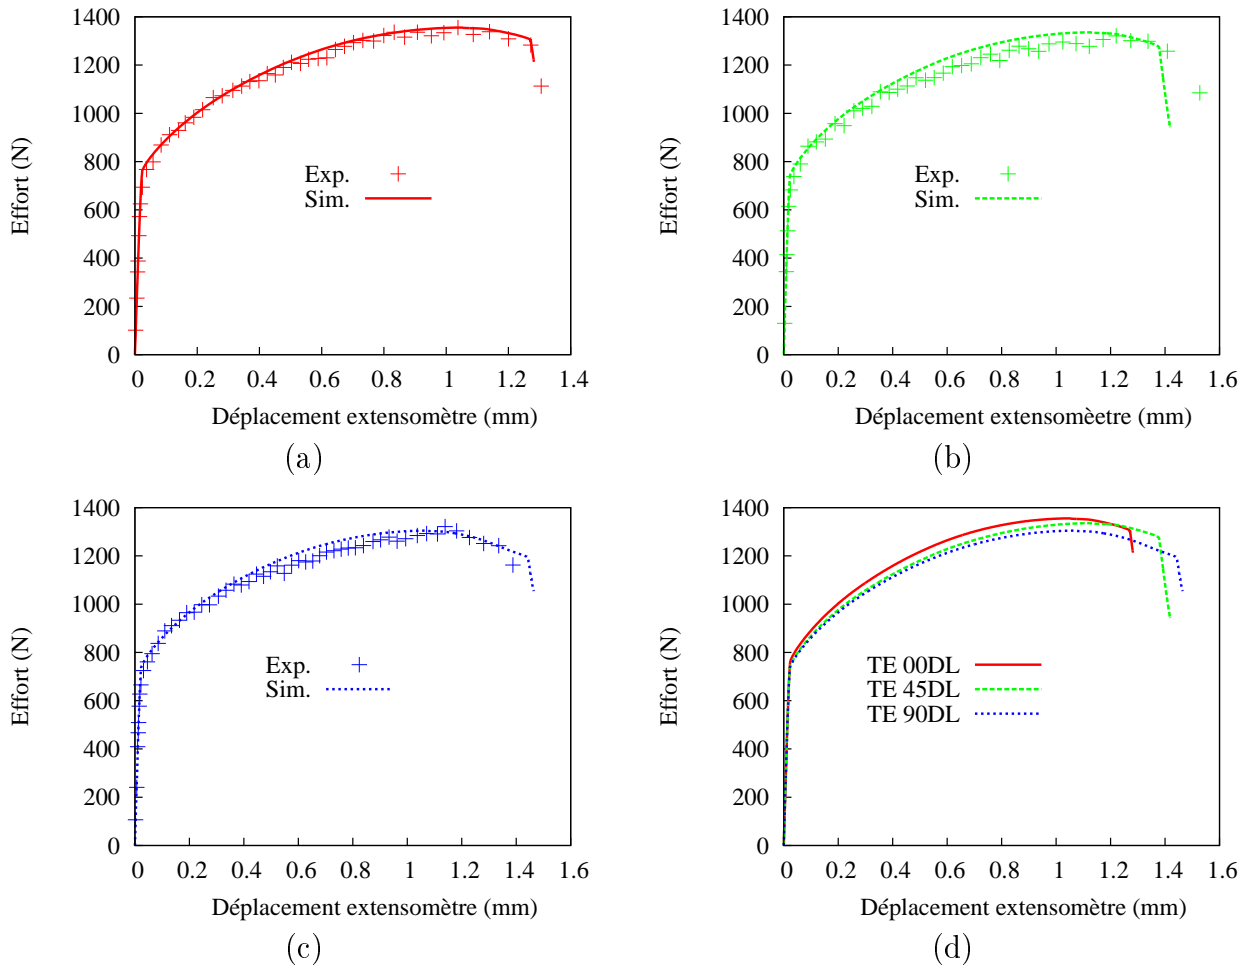 1400
1200
1000
800
600
400
200
0
Effort (N)
Exp.
Sim.
0 0.2 0.4 0.6 0.8 1 1.2 1.4
Déplacement extensomètre (mm)
(a)
1400
1200
1000
800
600
400
200
0
Effort (N)
Exp.
Sim.
0 0.2 0.4 0.6 0.8 1 1.2 1.4 1.6
Déplacement extensomèetre (mm)
(b)
1400
1200
1000
800
600
400
200
0
Effort (N)
Exp.
Sim.
0 0.2 0.4 0.6 0.8 1 1.2 1.4 1.6
Déplacement extensomètre (mm)
(c)
1400
1200
1000
800
600
400
200
0
Effort (N)
TE 00DL
TE 45DL
TE 90DL
0 0.2 0.4 0.6 0.8 1 1.2 1.4 1.6
Déplacement extensomètre (mm)
(d)